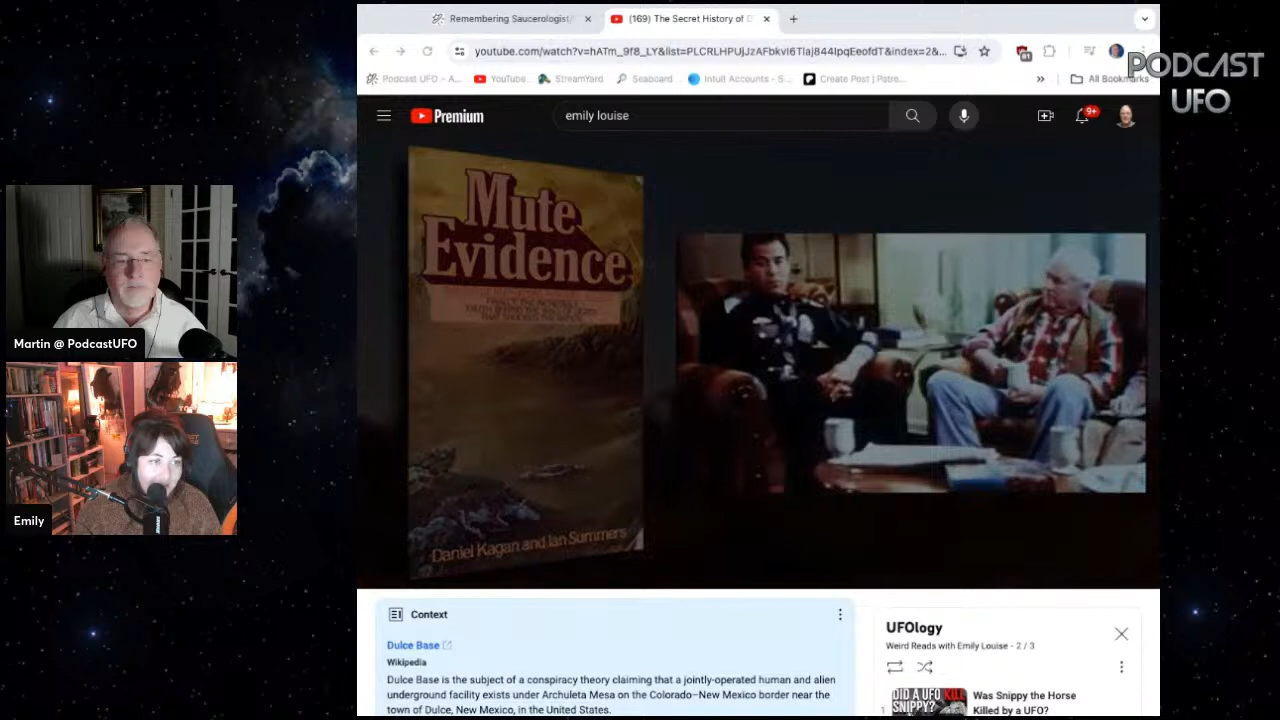 Remembering Saucerologist
(169) The Secret History of D
youtube.com/watch?v=hATm_9f8_LY&list=PLCRLHPUjJzAFbkvI6Tlaj844IpqEeofdT&index=2&...
Podcast UFO – A...
YouTube
StreamYard
Seaboard
Intuit Accounts - S...
Create Post | Pstre...
»
All Bookmarks
PODCAST
UFO
Premium
emily louise
9+
Mute
Evidence
Daniel Kagan and Ian Summers
Martin @ PodcastUFO
Emily
Context
Dulce Base
Wikipedia
Dulce Base is the subject of a conspiracy theory claiming that a jointly-operated human and alien
underground facility exists under Archuleta Mesa on the Colorado–New Mexico border near the
town of Dulce, New Mexico, in the United States.
UFOlogy
Weird Reads with Emily Louise - 2 / 3
1
DID A UFO KILL
SNIPPY?
Was Snippy the Horse
Killed by a UFO?